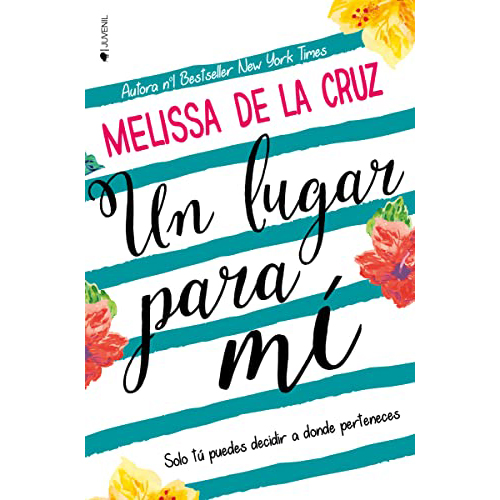 JUVENIL
Autora nº1 Bestseller New York Times
MELISSA DE LA CRUZ
Un lugar
para
mí
Solo tú puedes decidir a donde perteneces